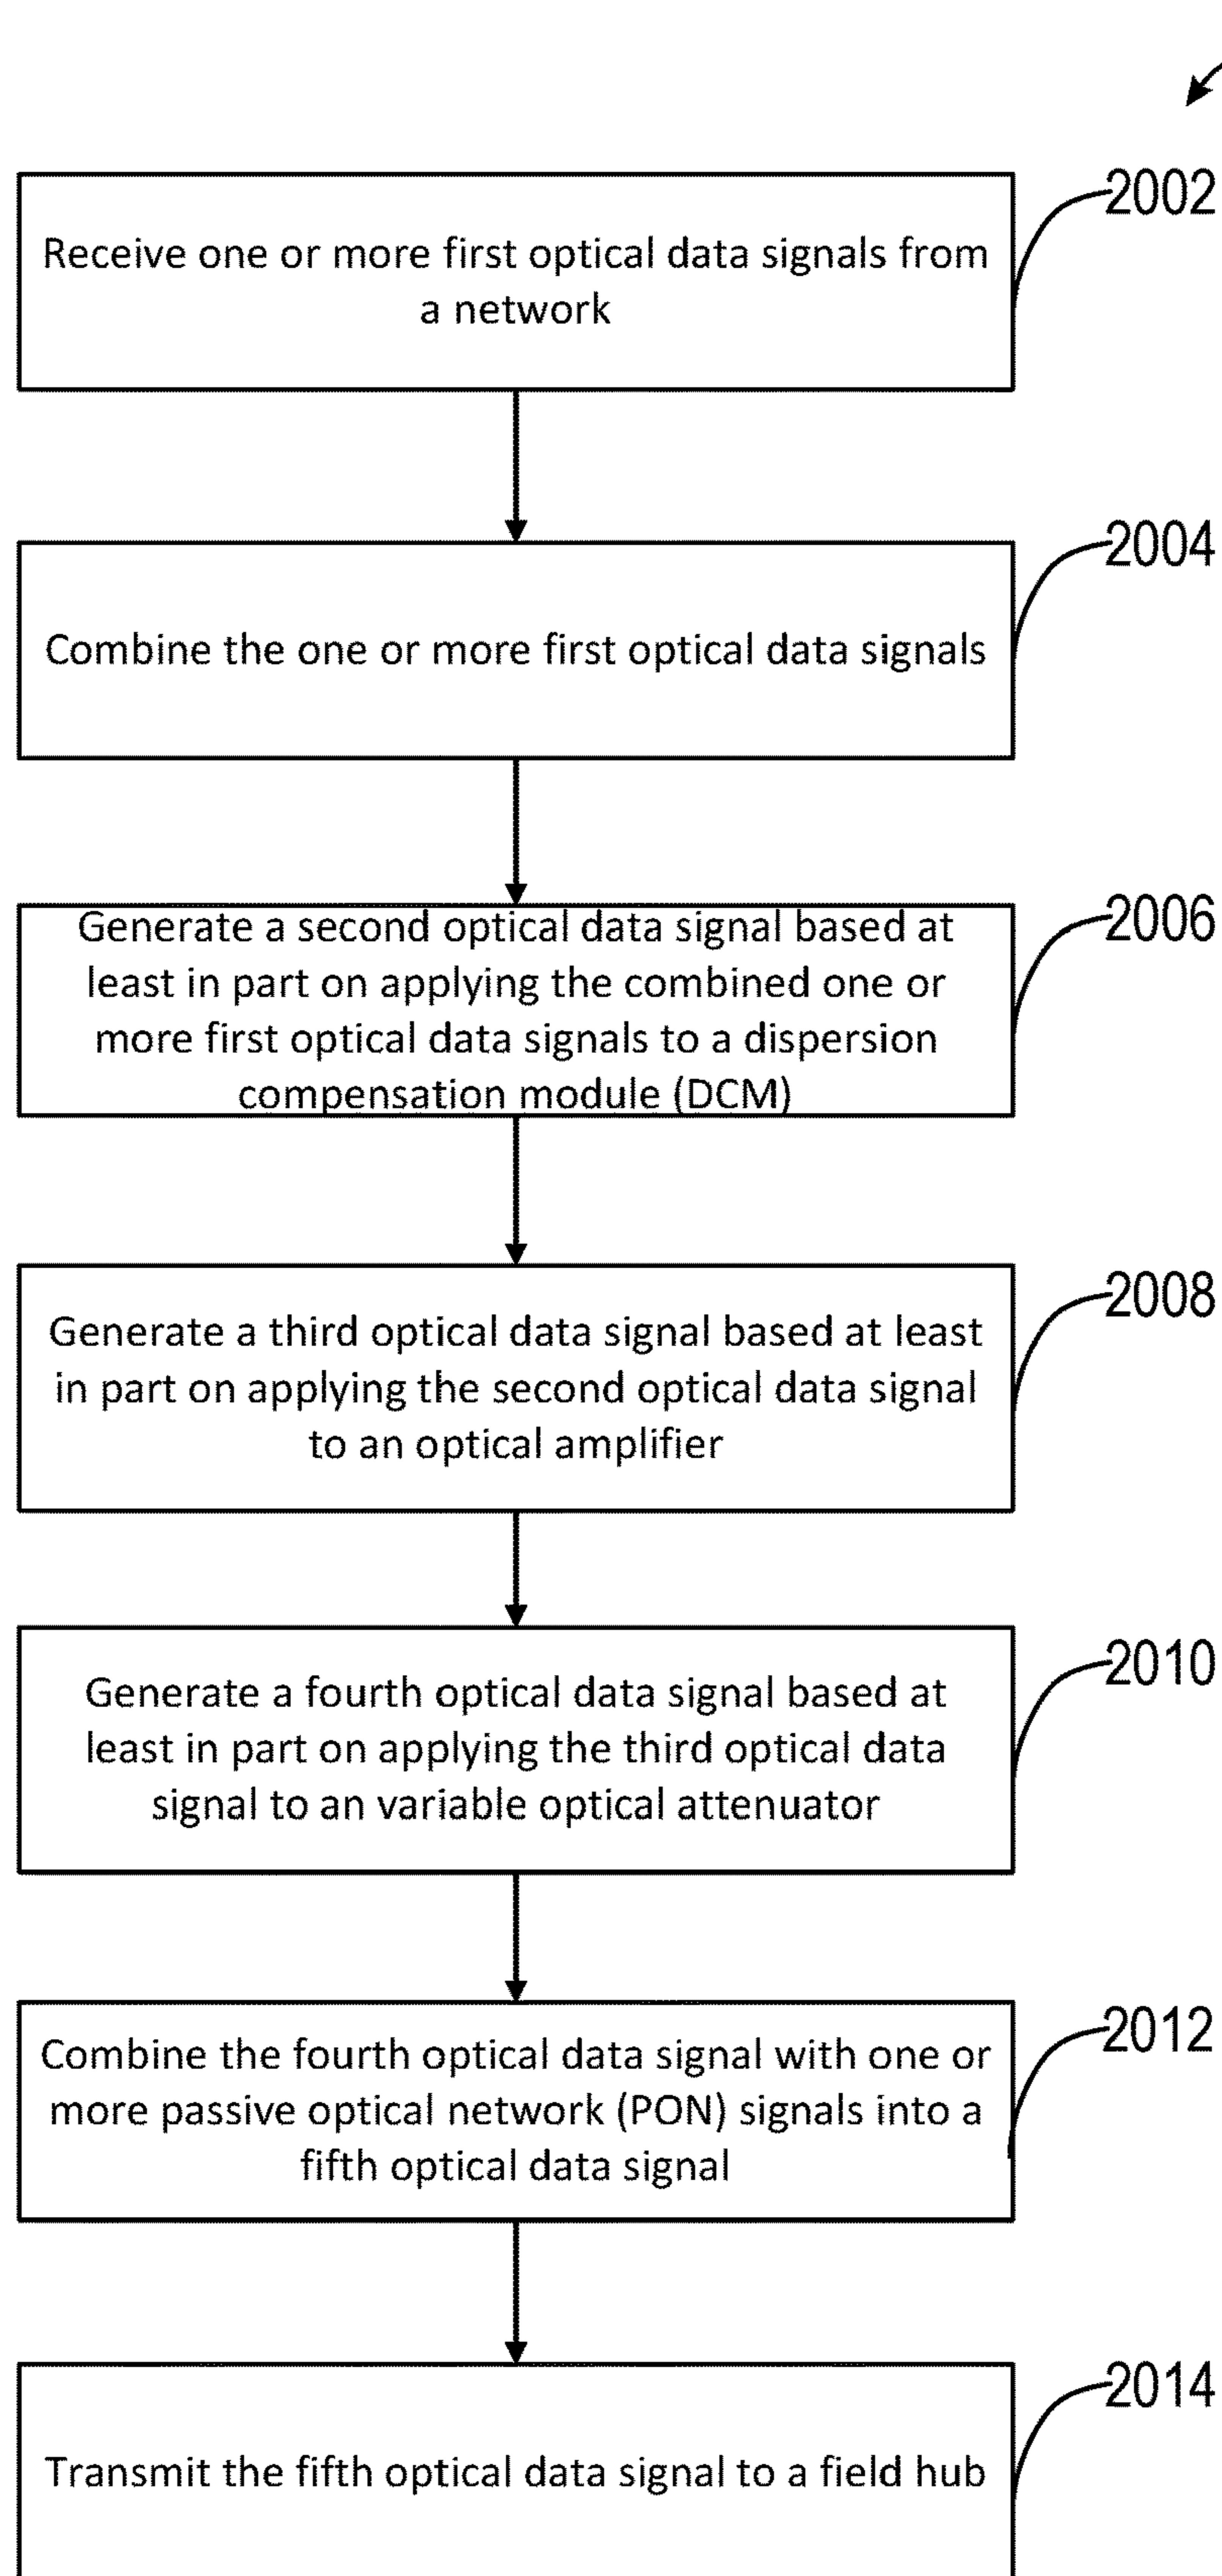 2002
Receive one or more first optical data signals from
a network
2004
Combine the one or more first optical data signals
2006
Generate a second optical data signal based at
least in part on applying the combined one or
more first optical data signals to a dispersion
compensation module (DCM)
2008
Generate a third optical data signal based at least
in part on applying the second optical data signal
to an optical amplifier
2010
Generate a fourth optical data signal based at
least in part on applying the third optical data
signal to an variable optical attenuator
2012
Combine the fourth optical data signal with one or
more passive optical network (PON) signals into a
fifth optical data signal
2014
Transmit the fifth optical data signal to a field hub